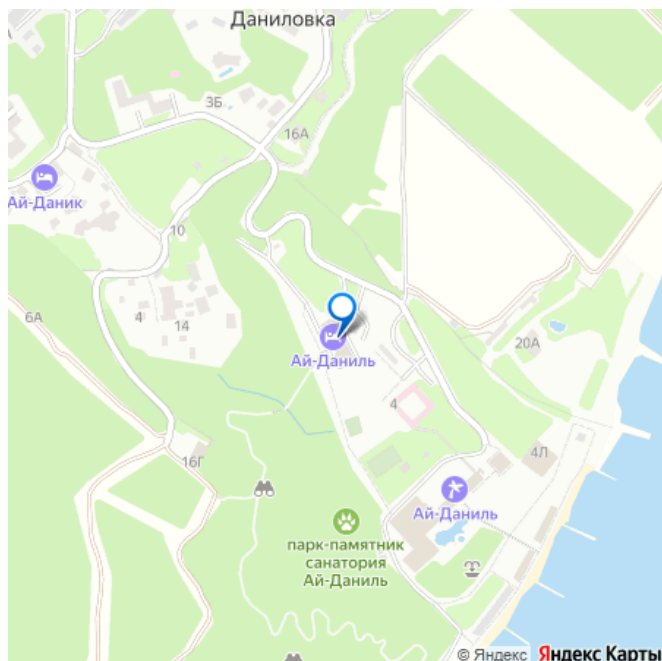 Даниловка
3Б
16А
Ай-Даник
10
6А
4
14
Ай-Даниль
20А
4
4Л
16Г
Ай-Даниль
парк-памятник
санатория
Ай-Даниль
© Яндекс Яндекс Карты